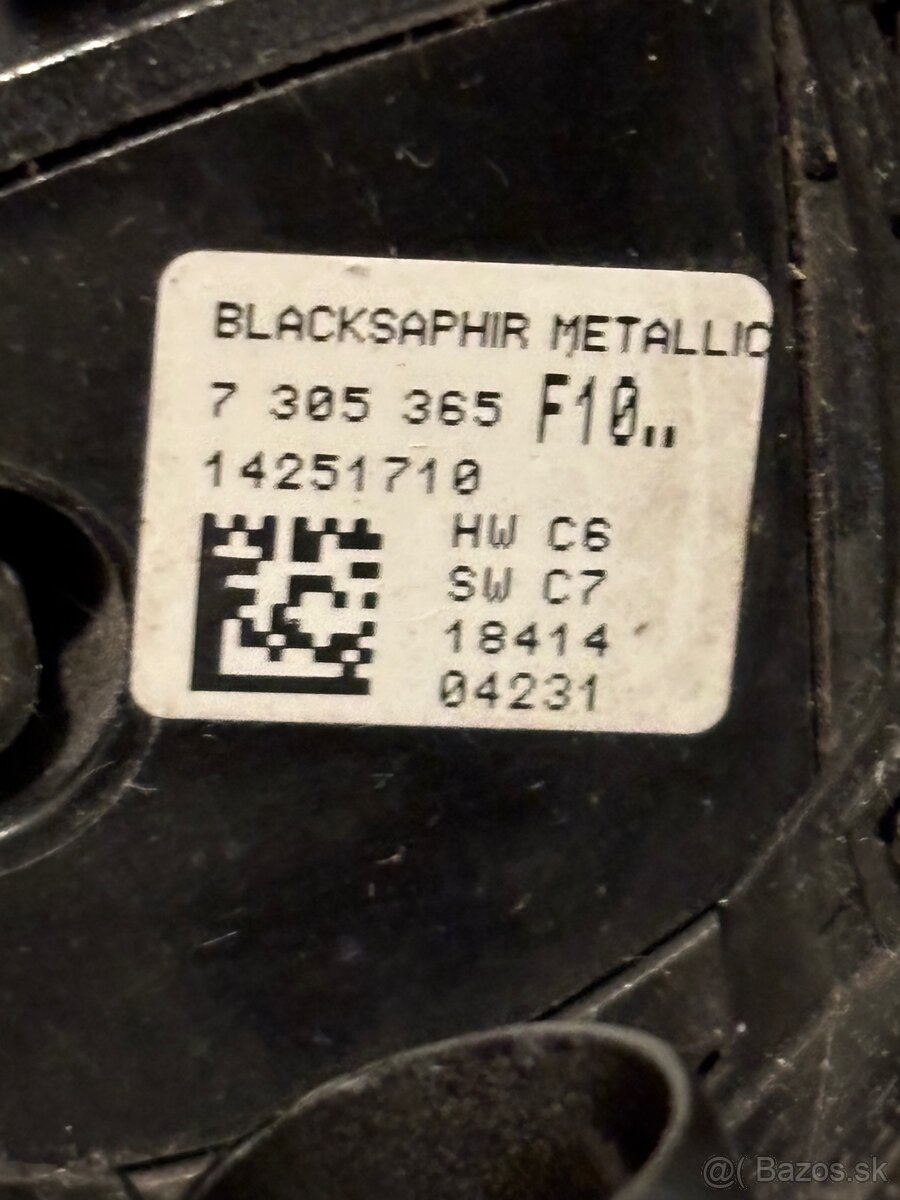 BLACKSAPHIR METALLIC
7 305 365 F10..
14251710
HW C6
SW C7
18414
04231
@( Bazos.sk